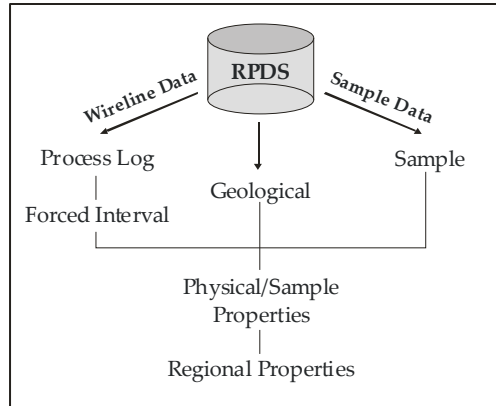 RPDS
Wireline Data
Sample Data
Process Log
Geological
Sample
Forced Interval
Physical/Sample
Properties
Regional Properties